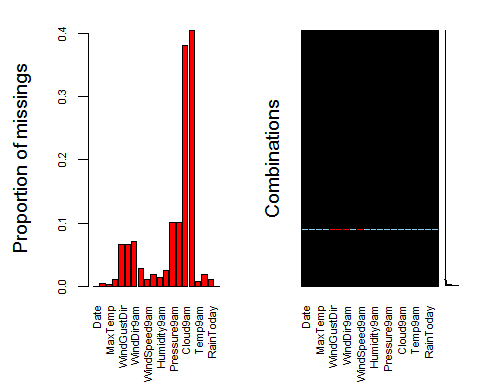 Proportion of missings
0.0
0.1
0.2
0.3
0.4
Date
MaxTemp
WindGustDir
WindDir9am
WindSpeed9am
Humidity9am
Pressure9am
Cloud9am
Temp9am
RainToday
Combinations
Date
MaxTemp
WindGustDir
WindDir9am
WindSpeed9am
Humidity9am
Pressure9am
Cloud9am
Temp9am
RainToday